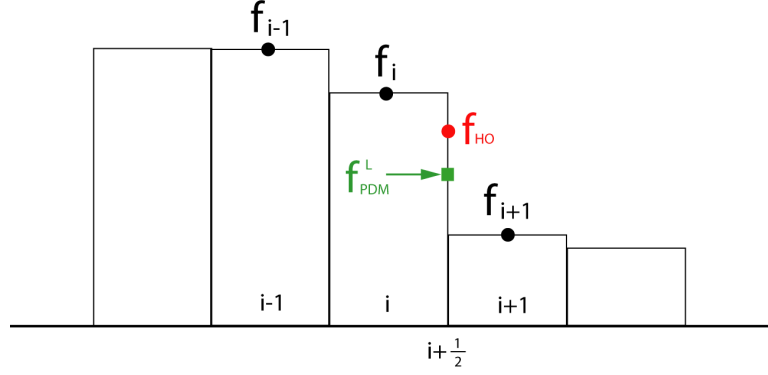 f i-1
f i
f HO
f L PDM
f i+1
i-1 i i+1
i+ 1/2